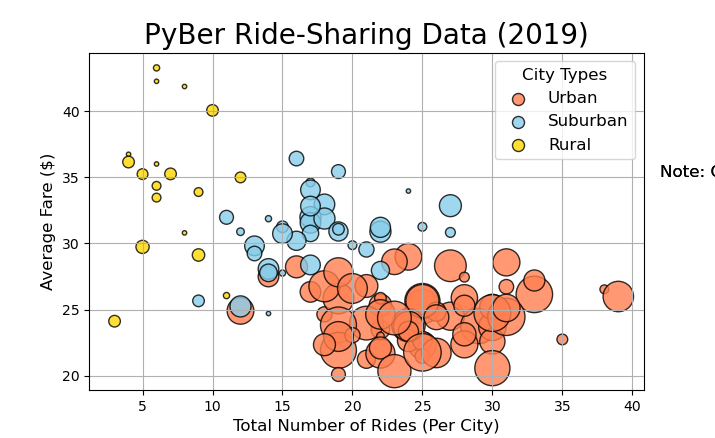 PyBer Ride-Sharing Data (2019)
City Types
Urban
Suburban
Rural
Note:
Average Fare ($)
40
35
30
25
20
5 10 15 20 25 30 35 40
Total Number of Rides (Per City)